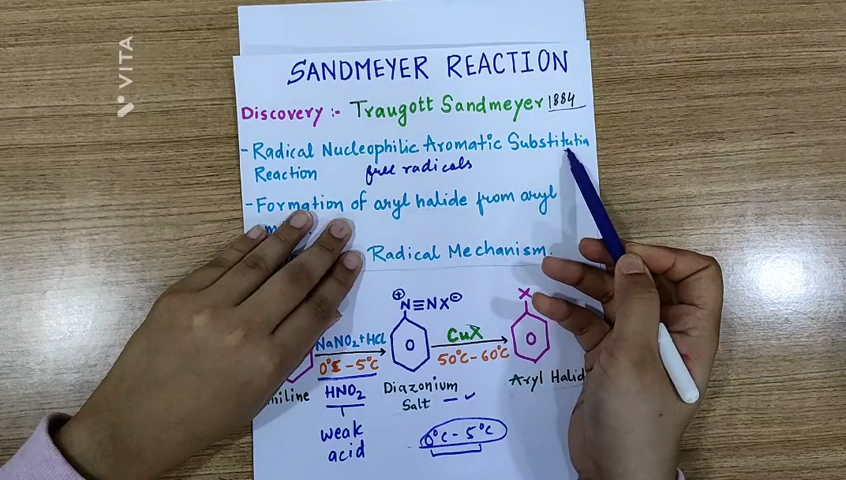 VITA
SANDMEYER REACTION
Discovery :- Traugott Sandmeyer 1884
- Radical Nucleophilic Aromatic Substitutio
Reaction free radicals
- Formation of aryl halide from aryl
Radical Mechanism.
⊕ N≡NX⊖ X
NaNO₂+HCl CuX
0°C-5°C 50°C-60°C
niline HNO₂ Diazonium Aryl Halid
Salt
weak 0°C-5°C
acid